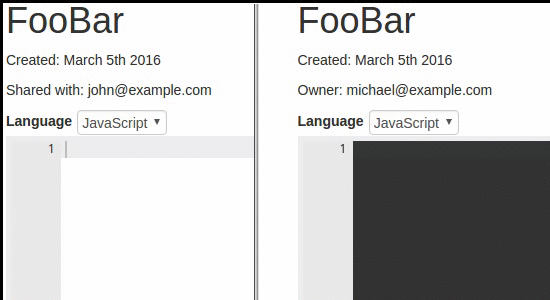 FooBar
Created: March 5th 2016
Shared with: john@example.com
Language JavaScript
1
FooBar
Created: March 5th 2016
Owner: michael@example.com
Language JavaScript
1